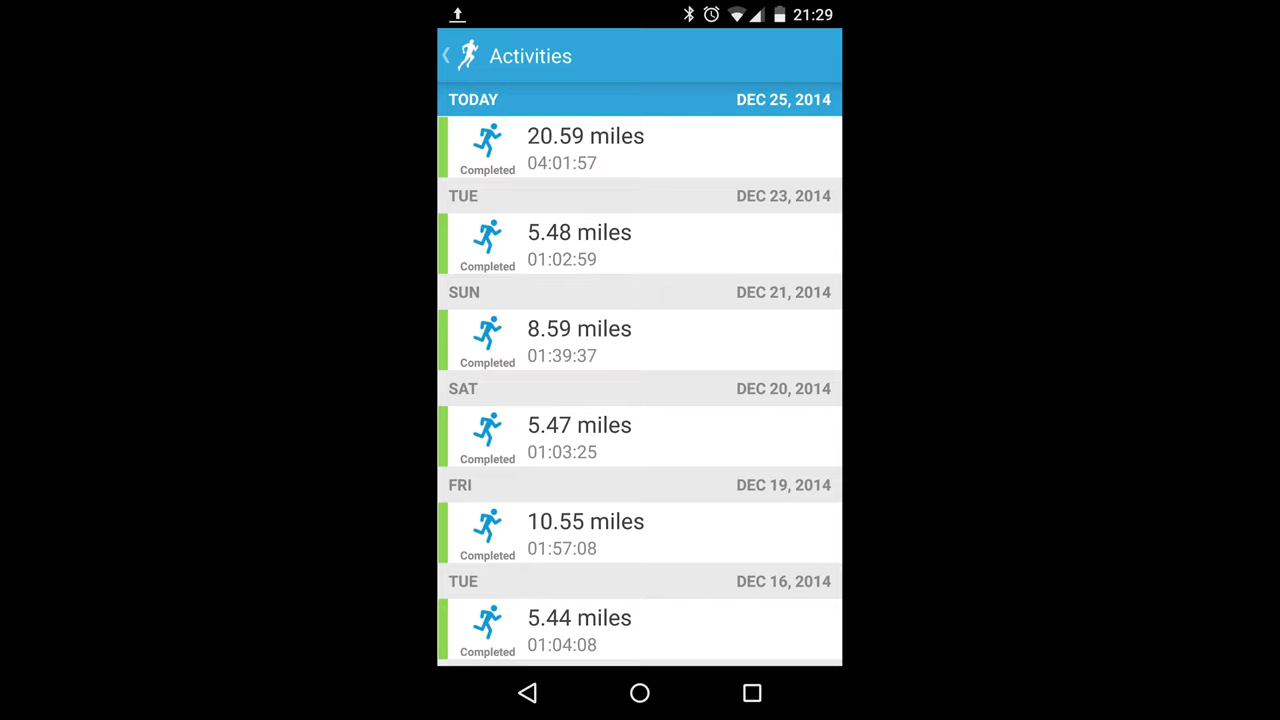 21:29
Activities
TODAY DEC 25, 2014
20.59 miles
04:01:57
Completed
TUE DEC 23, 2014
5.48 miles
01:02:59
Completed
SUN DEC 21, 2014
8.59 miles
01:39:37
Completed
SAT DEC 20, 2014
5.47 miles
01:03:25
Completed
FRI DEC 19, 2014
10.55 miles
01:57:08
Completed
TUE DEC 16, 2014
5.44 miles
01:04:08
Completed